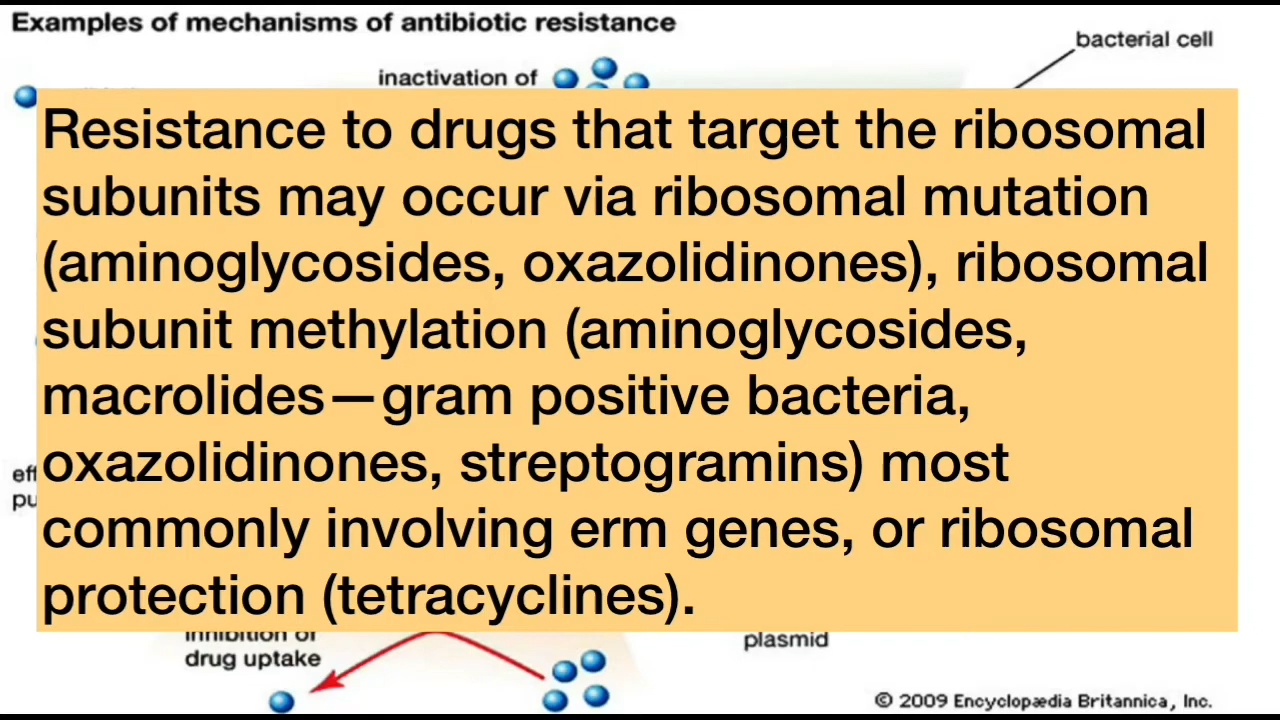 Examples of mechanisms of antibiotic resistance
bacterial cell
inactivation of
Resistance to drugs that target the ribosomal
subunits may occur via ribosomal mutation
(aminoglycosides, oxazolidinones), ribosomal
subunit methylation (aminoglycosides,
macrolides—gram positive bacteria,
oxazolidinones, streptogramins) most
commonly involving erm genes, or ribosomal
protection (tetracyclines).
inhibition of
drug uptake
plasmid
© 2009 Encyclopædia Britannica, Inc.